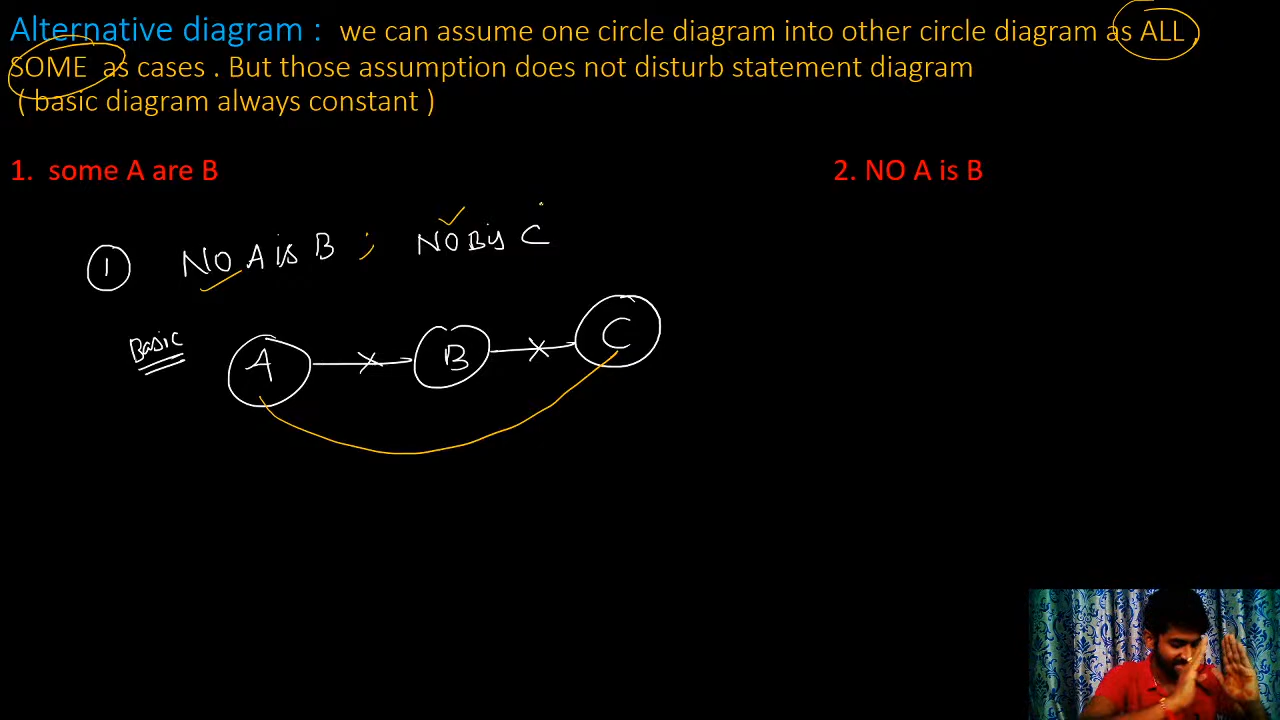 Alternative diagram : we can assume one circle diagram into other circle diagram as ALL ,
SOME as cases . But those assumption does not disturb statement diagram
( basic diagram always constant )
1. some A are B
2. NO A is B
1 NO A is B ; NO B is C
Basic
A B C